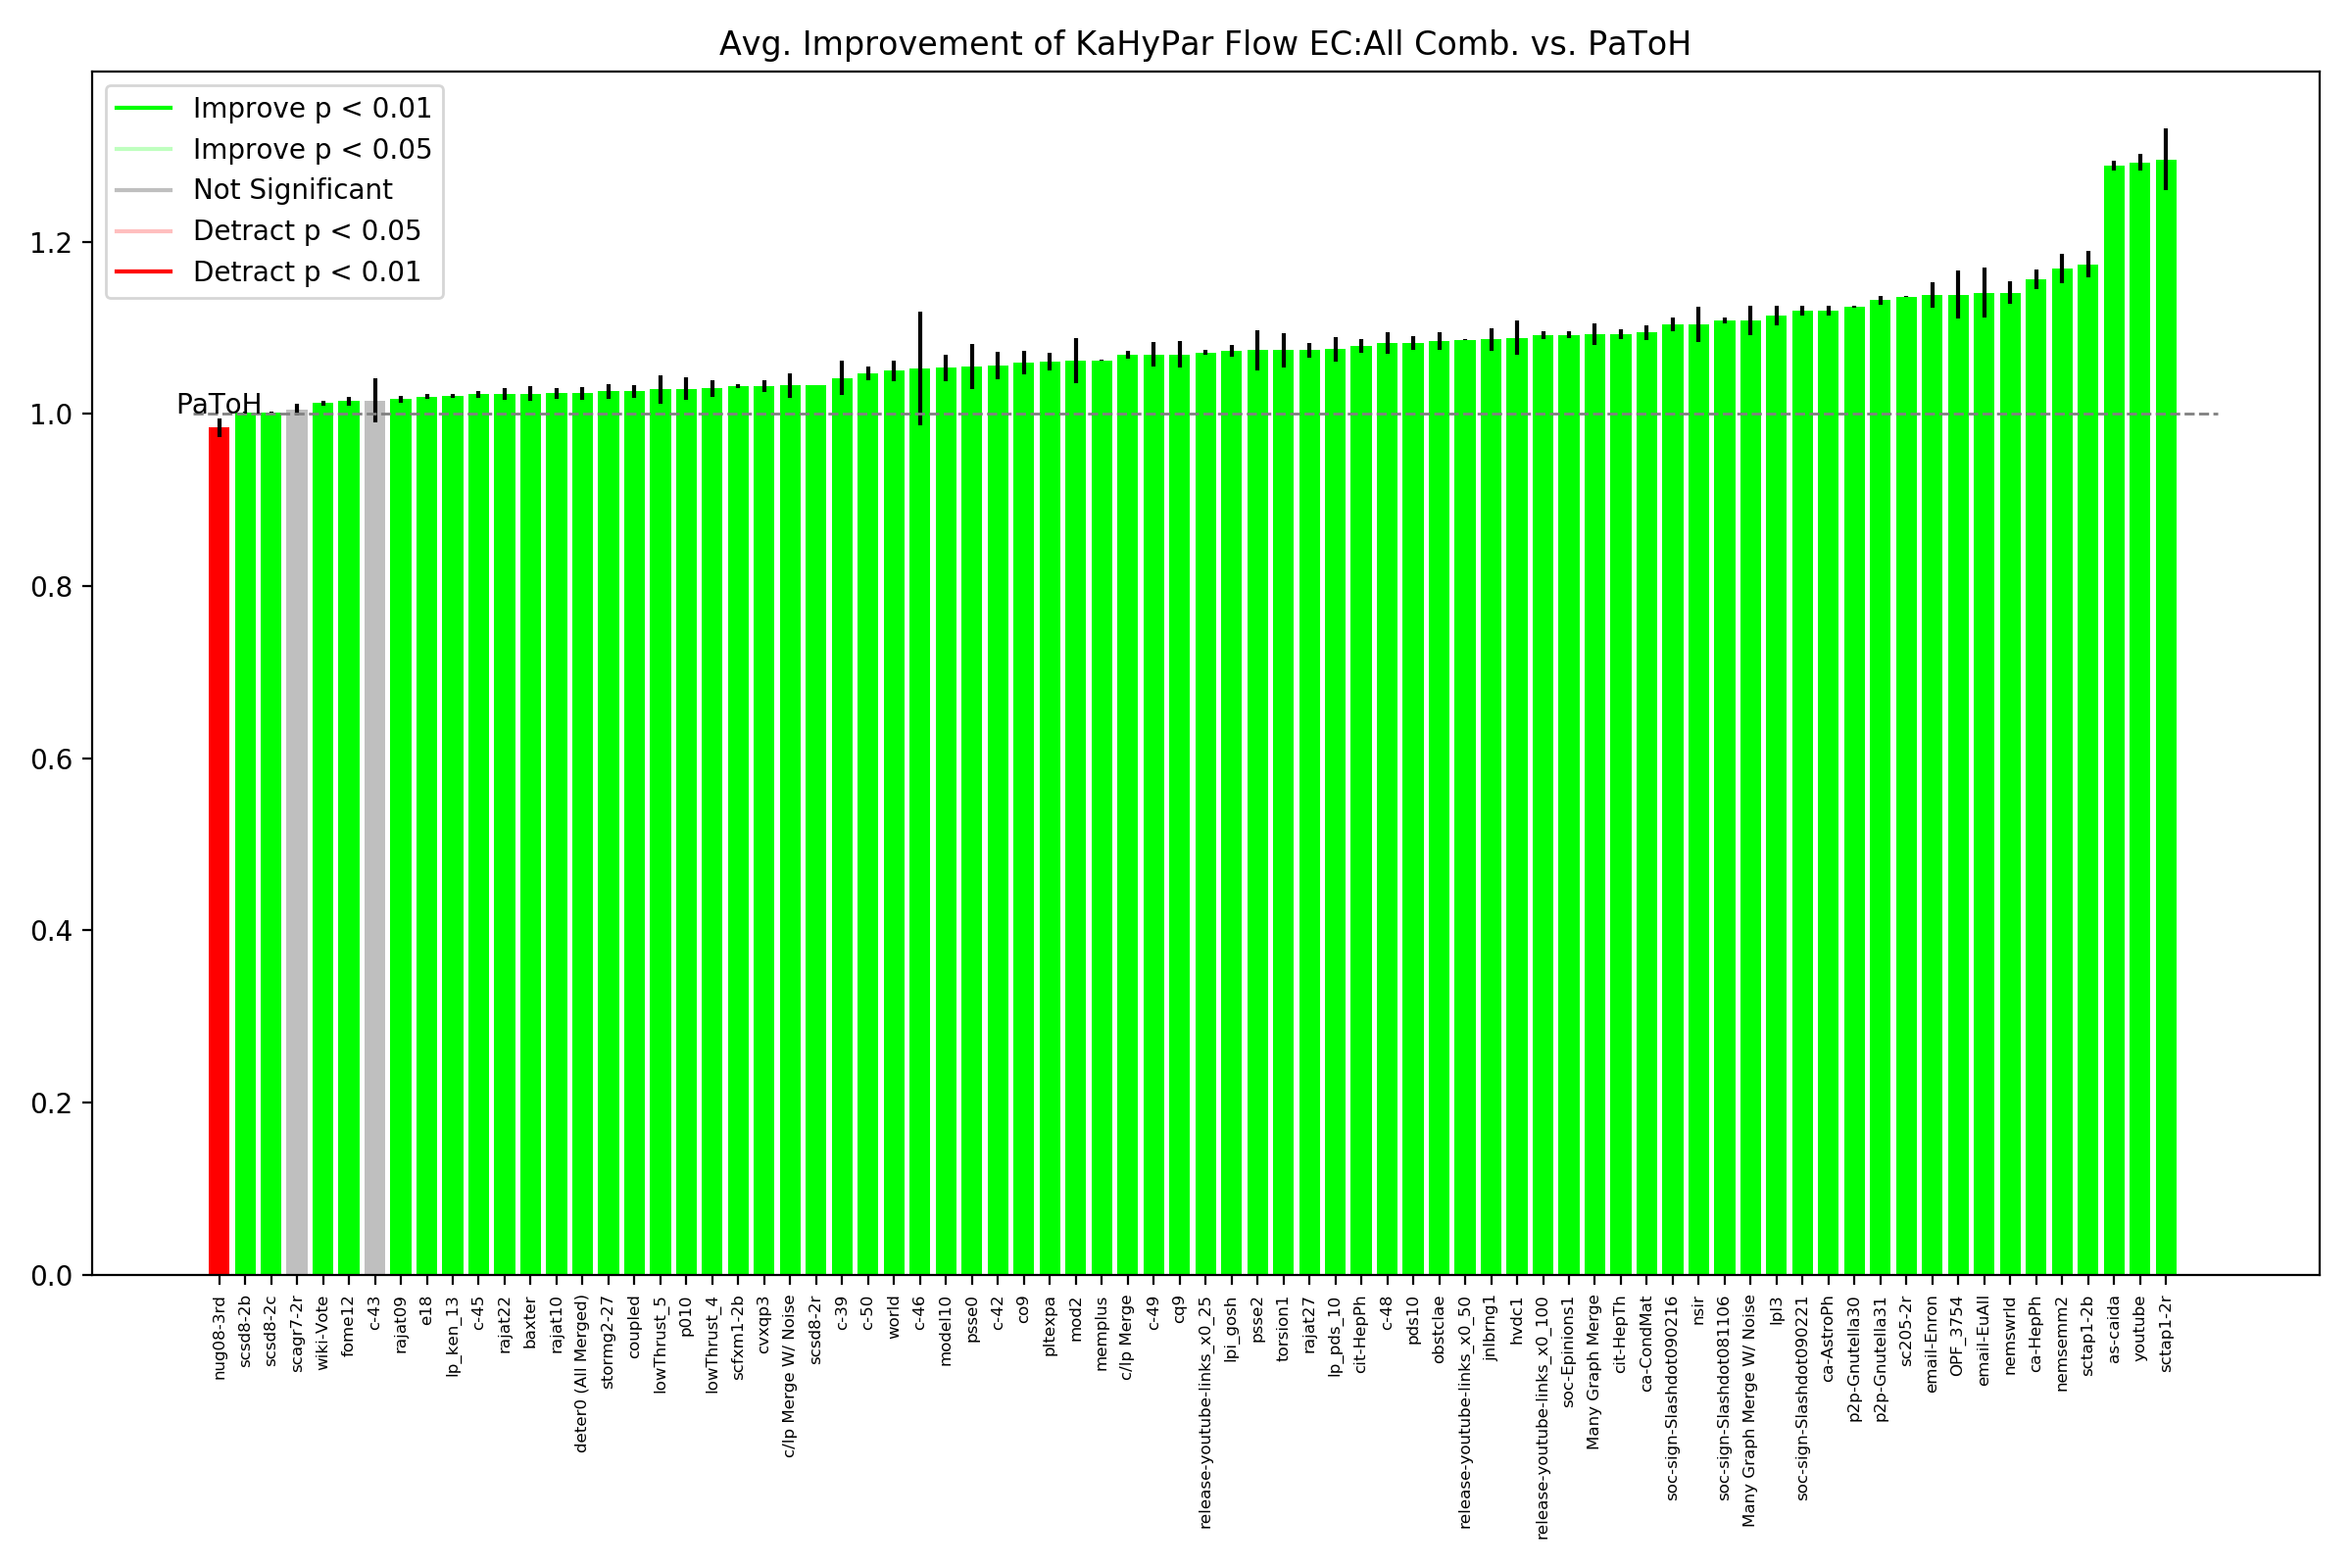 Avg. Improvement of KaHyPar Flow EC:All Comb. vs. PaToH
Improve p < 0.01
Improve p < 0.05
Not Significant
Detract p < 0.05
Detract p < 0.01
1.2
PaToH
1.0
0.8
0.6
0.4
0.2
0.0
nug08-3rd
scsd8-2b
scsd8-2c
scagr7-2r
wiki-Vote
fome12
c-43
rajat09
e18
lp_ken_13
c-45
rajat22
baxter
rajat10
deter0 (All Merged)
stormg2-27
coupled
lowThrust_5
p010
lowThrust_4
scfxm1-2b
cvxqp3
c/lp Merge W/ Noise
scsd8-2r
c-39
c-50
world
c-46
model10
psse0
c-42
co9
pltexpa
mod2
memplus
c/lp Merge
c-49
cq9
release-youtube-links_x0_25
lpi_gosh
psse2
torsion1
rajat27
lp_pds_10
cit-HepPh
c-48
pds10
obstclae
release-youtube-links_x0_50
jnlbrng1
hvdc1
release-youtube-links_x0_100
soc-Epinions1
Many Graph Merge
cit-HepTh
ca-CondMat
soc-sign-Slashdot090216
nsir
soc-sign-Slashdot081106
Many Graph Merge W/ Noise
lpl3
soc-sign-Slashdot090221
ca-AstroPh
p2p-Gnutella30
p2p-Gnutella31
sc205-2r
email-Enron
OPF_3754
email-EuAll
nemswrld
ca-HepPh
nemsemm2
sctap1-2b
as-caida
youtube
sctap1-2r